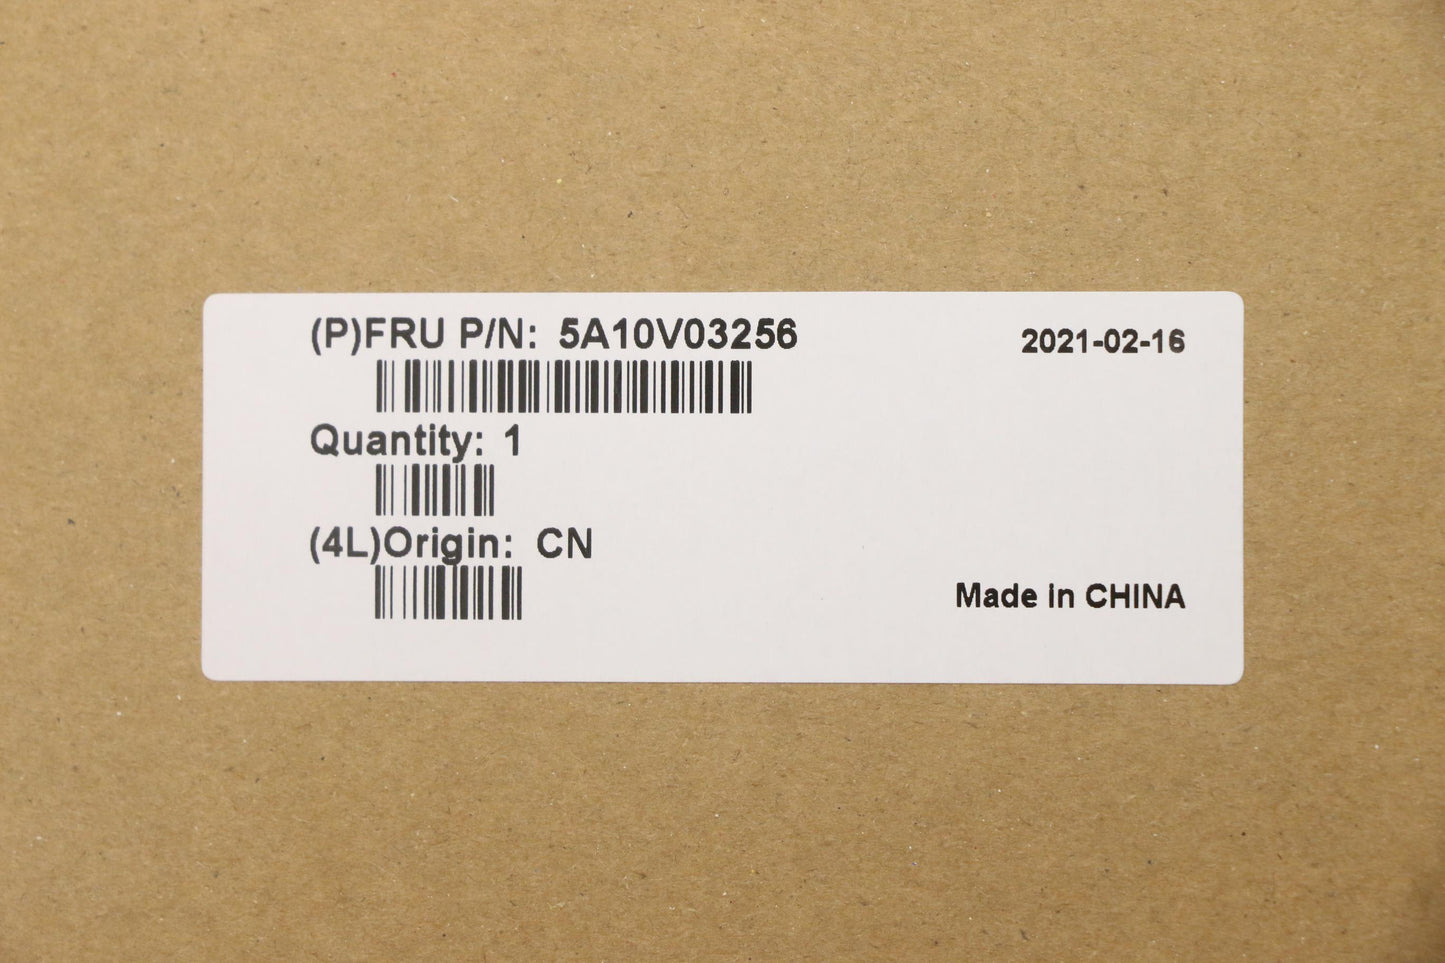 (P)FRU P/N: 5A10V03256
2021-02-16
Quantity: 1
(4L)Origin: CN
Made in CHINA